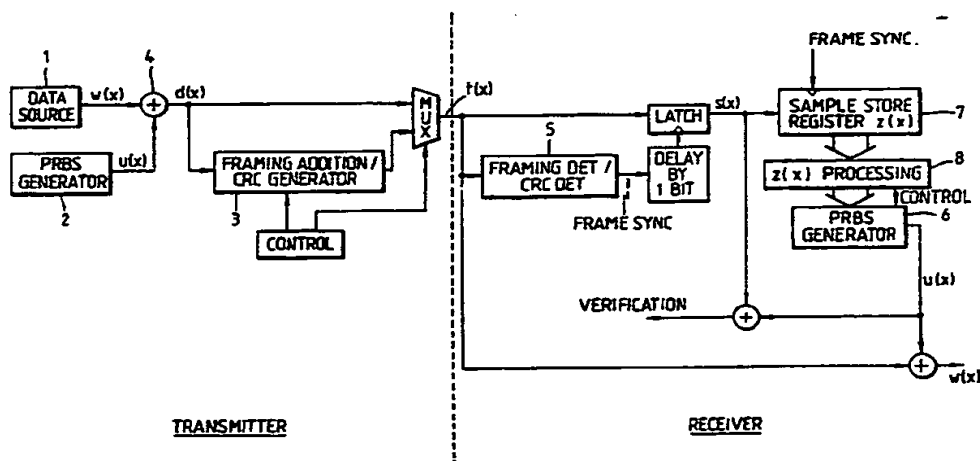 1
DATA
SOURCE
w(x)
4
+
d(x)
PRBS
GENERATOR
u(x)
2
FRAMING ADDITION /
CRC GENERATOR
3
CONTROL
MUX
t(x)
TRANSMITTER
5
FRAMING DET /
CRC DET
FRAME SYNC
LATCH
DELAY
BY
1 BIT
s(x)
FRAME SYNC.
SAMPLE STORE
REGISTER z(x)
7
z(x) PROCESSING
8
CONTROL
PRBS
GENERATOR
6
u(x)
VERIFICATION
+
+
w(x)
RECEIVER